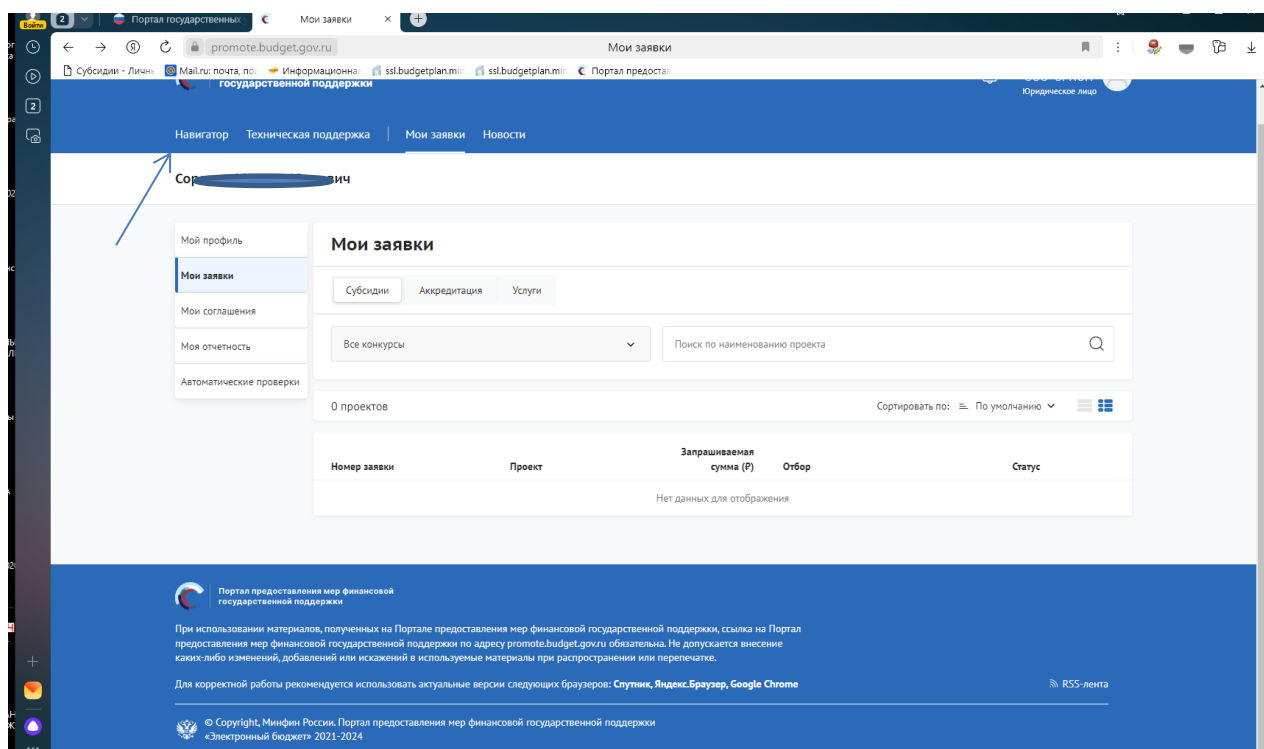 Войти
2
Портал государственных
Мои заявки
promote.budget.gov.ru
Мои заявки
Субсидии - Личн
Mail.ru: почта, по
Информационна
ssl.budgetplan.min
ssl.budgetplan.min
Портал предостав
2
государственной поддержки
Юридическое лицо
Навигатор
Техническая поддержка
Мои заявки
Новости
Мой профиль
Мои заявки
Мои соглашения
Моя отчетность
Автоматические проверки
Мои заявки
Субсидии
Аккредитация
Услуги
Все конкурсы
Поиск по наименованию проекта
0 проектов
Сортировать по:
По умолчанию
Номер заявки
Проект
Запрашиваемая
сумма (₽)
Отбор
Статус
Нет данных для отображения
Портал предоставления мер финансовой
государственной поддержки
При использовании материалов, полученных на Портале предоставления мер финансовой государственной поддержки, ссылка на Портал
предоставления мер финансовой государственной поддержки по адресу promote.budget.gov.ru обязательна. Не допускается внесение
каких-либо изменений, добавлений или искажений в используемые материалы при распространении или перепечатке.
Для корректной работы рекомендуется использовать актуальные версии следующих браузеров: Спутник, Яндекс.Браузер, Google Chrome
RSS-лента
© Copyright, Минфин России. Портал предоставления мер финансовой государственной поддержки
«Электронный бюджет» 2021-2024